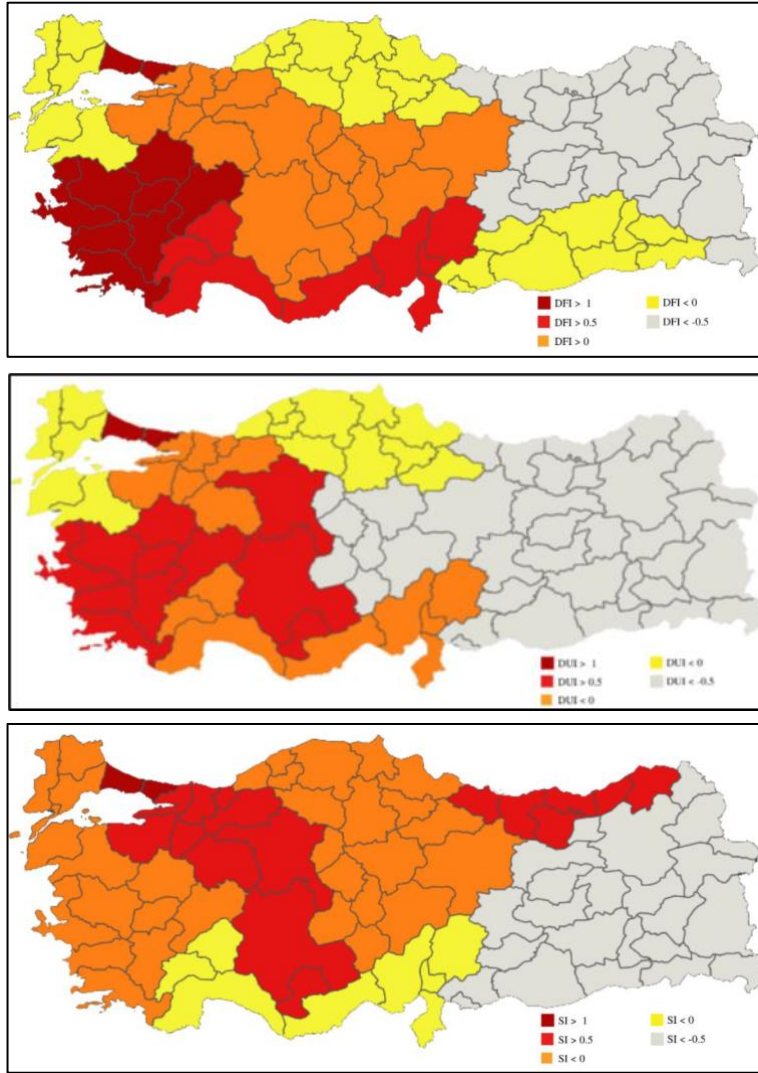 DFI > 1
DFI < 0
DFI > 0.5
DFI < -0.5
DFI > 0
DUI > 1
DUI < 0
DUI > 0.5
DUI < -0.5
DUI < 0
SI > 1
SI < 0
SI > 0.5
SI < -0.5
SI < 0